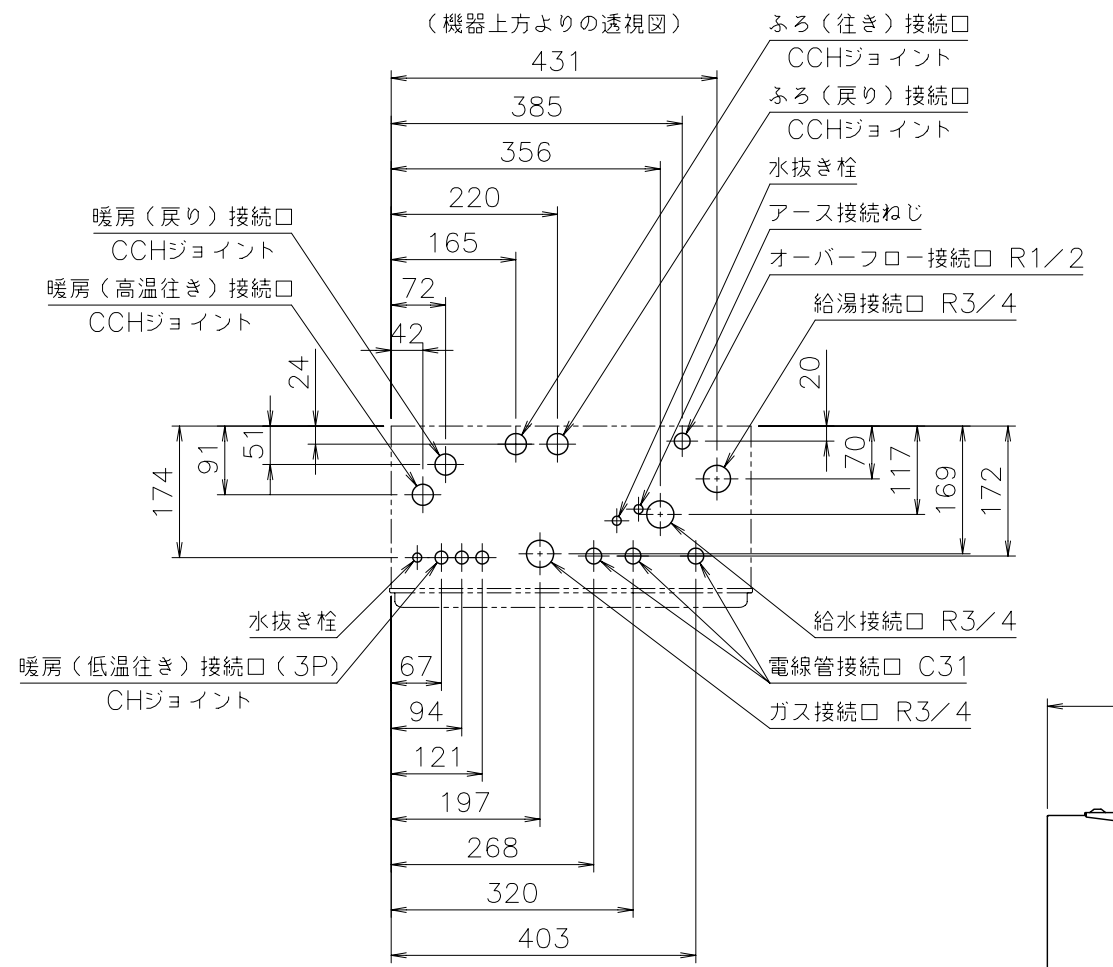 (機器上方よりの透視図)
ふろ(往き)接続口
CCHジョイント
431
ふろ(戻り)接続口
CCHジョイント
385
356
水抜き栓
220
アース接続ねじ
暖房(戻り)接続口
CCHジョイント
165
オーバーフロー接続口 R1/2
暖房(高温往き)接続口
CCHジョイント
72
給湯接続口 R3/4
42
24
20
51
91
174
70
117
169
172
水抜き栓
給水接続口 R3/4
暖房(低温往き)接続口(3P)
CHジョイント
67
電線管接続口 C31
94
ガス接続口 R3/4
121
197
268
320
403